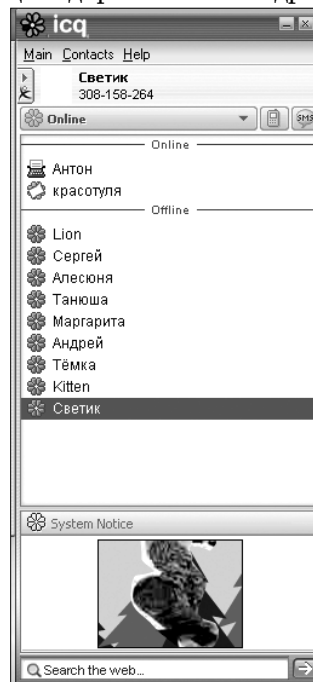 icq
Main Contacts Help
Светик
308-158-264
Online
SMS
Online
Антон
красотуля
Offline
Lion
Сергей
Алесюня
Танюша
Маргарита
Андрей
Тёмка
Kitten
Светик
System Notice
Search the web...